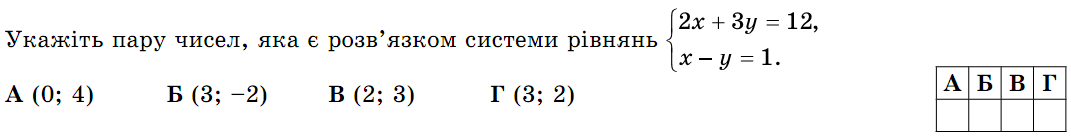 Укажіть пару чисел, яка є розв’язком системи рівнянь { 2x + 3y = 12,
x − y = 1.
А (0; 4) Б (3; −2) В (2; 3) Г (3; 2)
А Б В Г